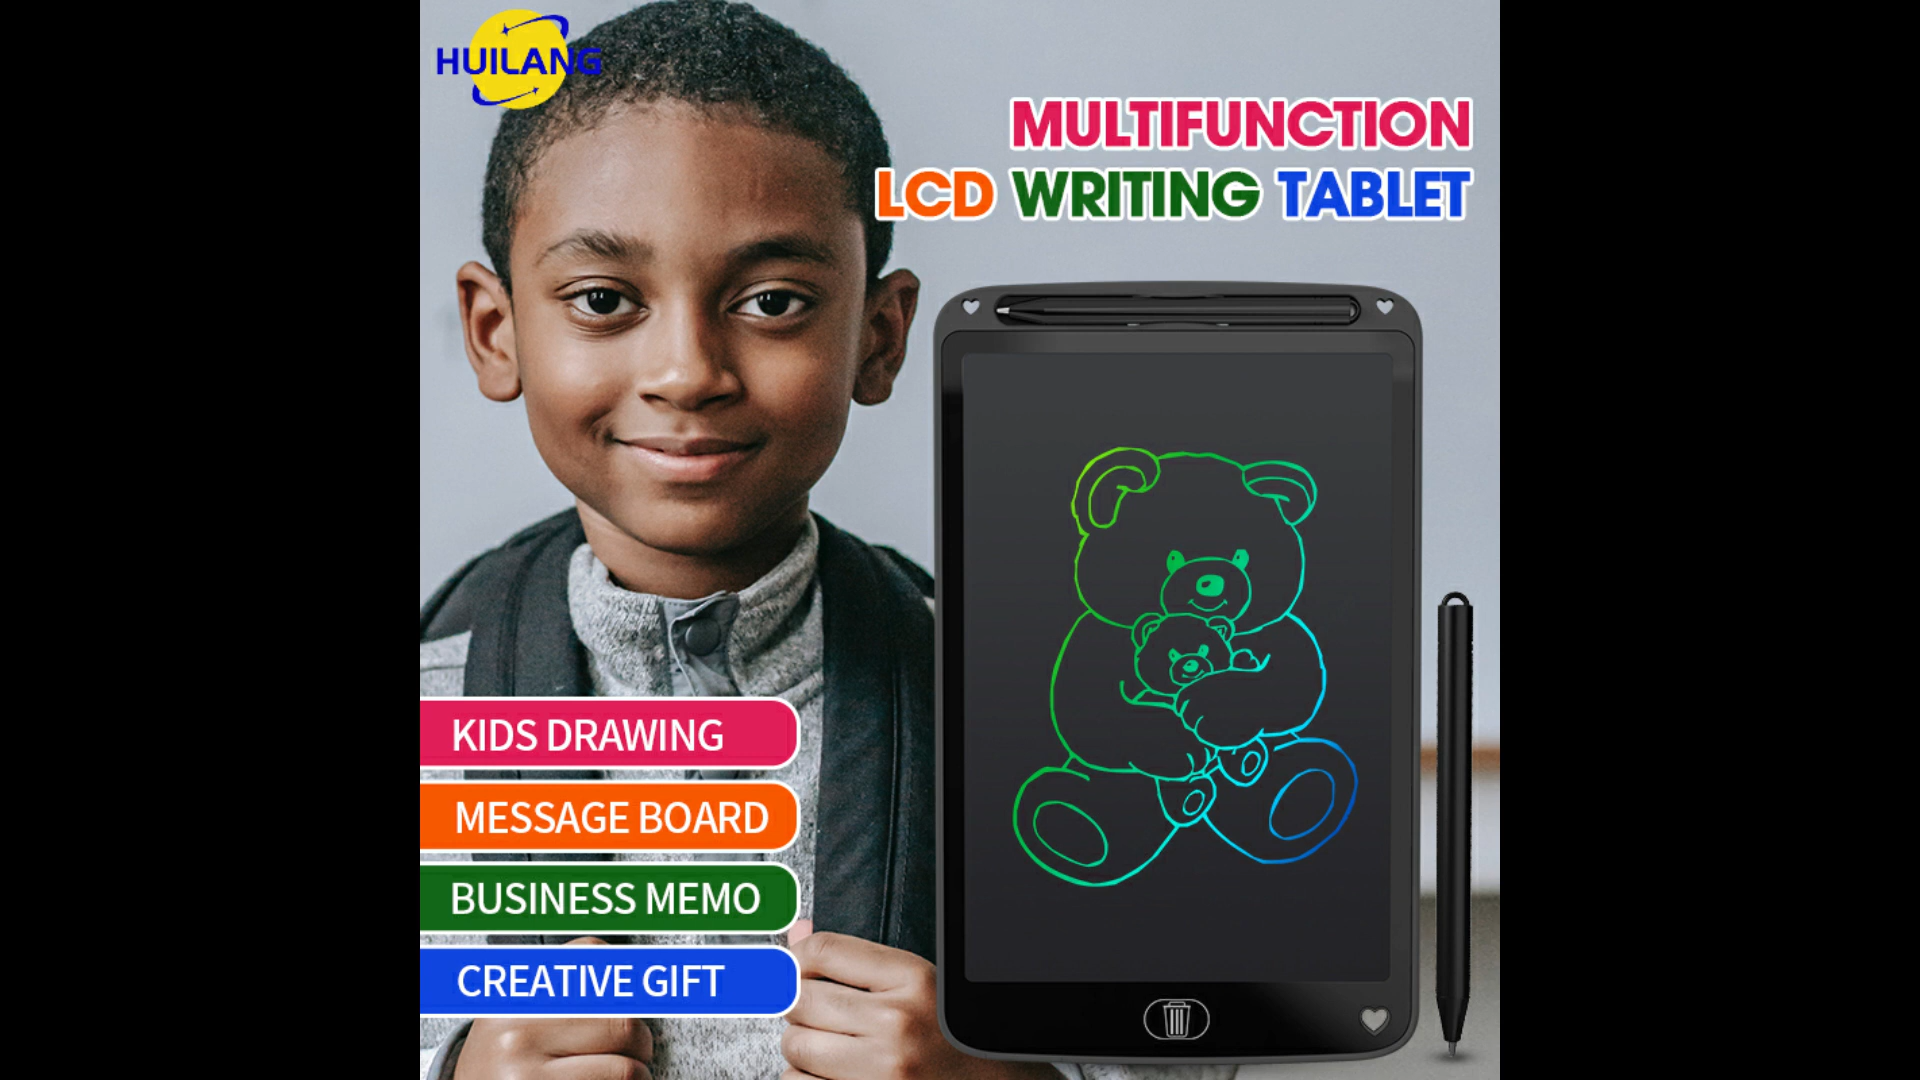 HUILANG
MULTIFUNCTION
LCD WRITING TABLET
KIDS DRAWING
MESSAGE BOARD
BUSINESS MEMO
CREATIVE GIFT